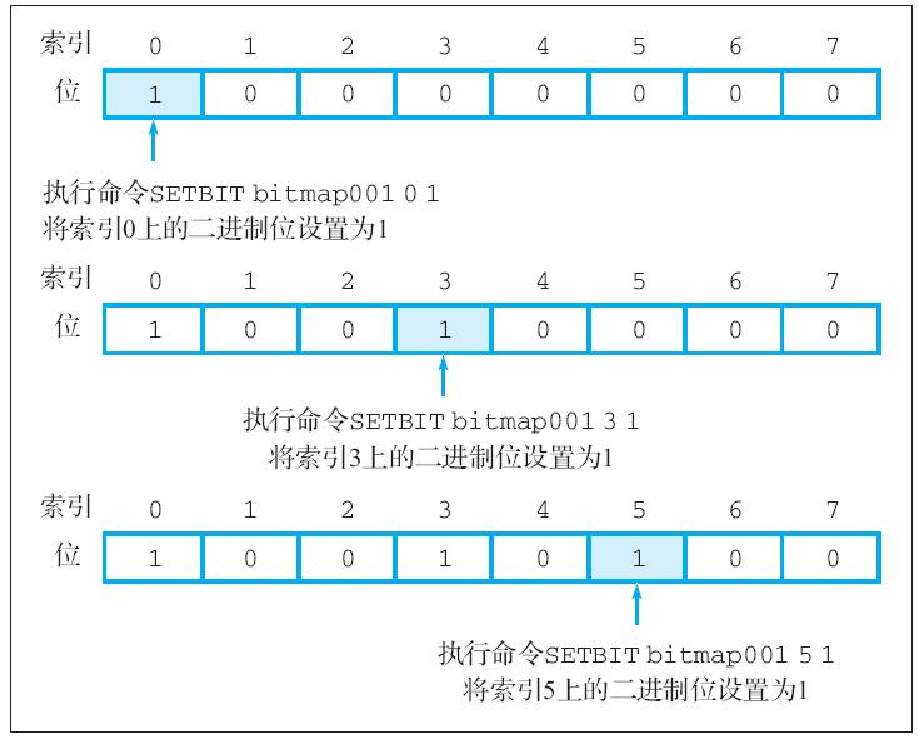 索引 0 1 2 3 4 5 6 7
位 1 0 0 0 0 0 0 0
执行命令SETBIT bitmap001 0 1
将索引0上的二进制位设置为1
索引 0 1 2 3 4 5 6 7
位 1 0 0 1 0 0 0 0
执行命令SETBIT bitmap001 3 1
将索引3上的二进制位设置为1
索引 0 1 2 3 4 5 6 7
位 1 0 0 1 0 1 0 0
执行命令SETBIT bitmap001 5 1
将索引5上的二进制位设置为1